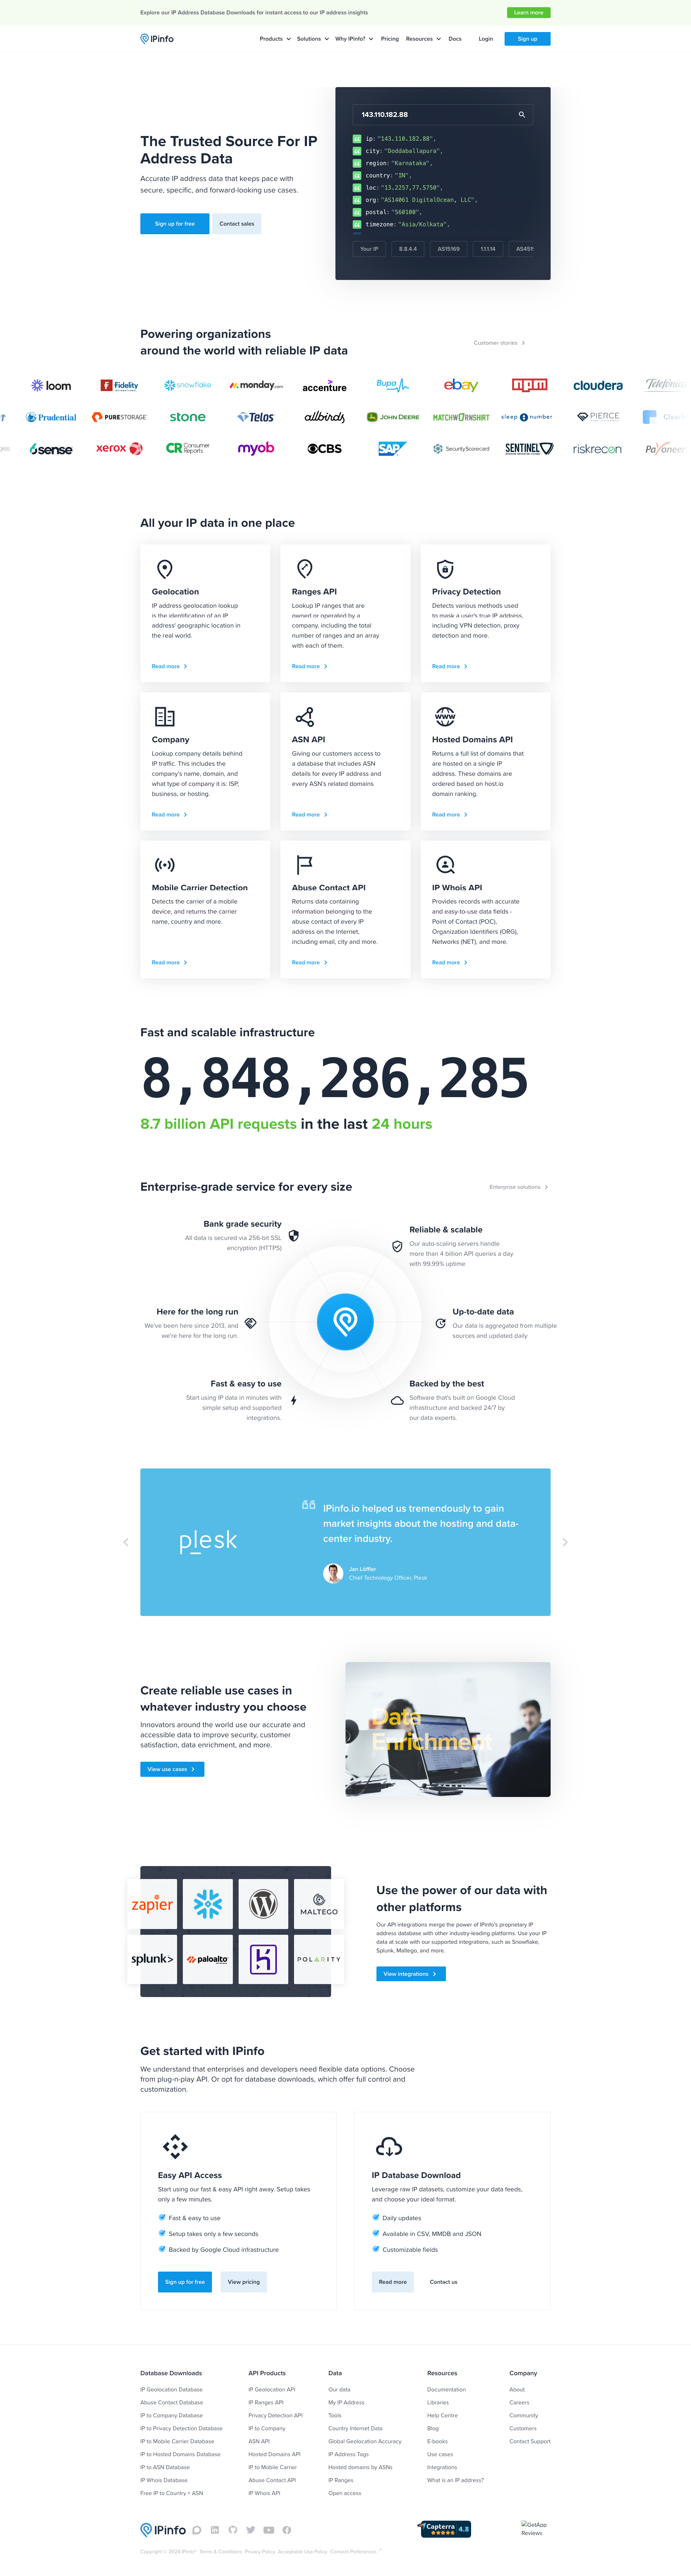 Explore our IP Address Database Downloads for instant access to our IP address insights
Learn more
IPinfo
Products
Solutions
Why IPinfo?
Pricing
Resources
Docs
Login
Sign up
The Trusted Source For IP
Address Data
Accurate IP address data that keeps pace with
secure, specific, and forward-looking use cases.
Sign up for free
Contact sales
143.110.182.88
ip: "143.110.182.88",
city: "Doddaballapura",
region: "Karnataka",
country: "IN",
loc: "13.2257,77.5750",
org: "AS14061 DigitalOcean, LLC",
postal: "560100",
timezone: "Asia/Kolkata",
Your IP
8.8.4.4
AS15169
1.1.1.14
AS451
Powering organizations
around the world with reliable IP data
Customer stories
loom
Fidelity
INTERNATIONAL
snowflake
monday.com
accenture
Bupa
ebay
npm
cloudera
Telefónica
Prudential
PURESTORAGE
stone
Telos
allbirds
JOHN DEERE
MATCHWORNSHIRT
sleep number
PIERCE
Clear
6sense
xerox
CR Consumer
Reports
myob
CBS
SAP
SecurityScorecard
SENTINEL
riskrecon
Payoneer
All your IP data in one place
Geolocation
IP address geolocation lookup
is the identification of an IP
address' geographic location in
the real world.
Read more
Ranges API
Lookup IP ranges that are
owned or operated by a
company, including the total
number of ranges and an array
with each of them.
Read more
Privacy Detection
Detects various methods used
to mask a user's true IP address,
including VPN detection, proxy
detection and more.
Read more
Company
Lookup company details behind
IP traffic. This includes the
company's name, domain, and
what type of company it is: ISP,
business, or hosting.
Read more
ASN API
Giving our customers access to
a database that includes ASN
details for every IP address and
every ASN's related domains
Read more
Hosted Domains API
Returns a full list of domains that
are hosted on a single IP
address. These domains are
ordered based on host.io
domain ranking.
Read more
Mobile Carrier Detection
Detects the carrier of a mobile
device, and returns the carrier
name, country and more.
Read more
Abuse Contact API
Returns data containing
information belonging to the
abuse contact of every IP
address on the Internet,
including email, city and more.
Read more
IP Whois API
Provides records with accurate
and easy-to-use data fields -
Point of Contact (POC),
Organization Identifiers (ORG),
Networks (NET), and more.
Read more
Fast and scalable infrastructure
8,848,286,285
8.7 billion API requests in the last 24 hours
Enterprise-grade service for every size
Enterprise solutions
Bank grade security
All data is secured via 256-bit SSL
encryption (HTTPS)
Reliable & scalable
Our auto-scaling servers handle
more than 4 billion API queries a day
with 99.99% uptime
Here for the long run
We've been here since 2013, and
we're here for the long run.
Up-to-date data
Our data is aggregated from multiple
sources and updated daily
Fast & easy to use
Start using IP data in minutes with
simple setup and supported
integrations.
Backed by the best
Software that's built on Google Cloud
infrastructure and backed 24/7 by
our data experts.
plesk
IPinfo.io helped us tremendously to gain
market insights about the hosting and data-
center industry.
Jan Löffler
Chief Technology Officer, Plesk
Create reliable use cases in
whatever industry you choose
Innovators around the world use our accurate and
accessible data to improve security, customer
satisfaction, data enrichment, and more.
View use cases
Data
Enrichment
zapier
MALTEGO
splunk>
paloalto
POLARITY
Use the power of our data with
other platforms
Our API integrations merge the power of IPinfo's proprietary IP
address database with other industry-leading platforms. Use your IP
data at scale with our supported integrations, such as Snowflake,
Splunk, Maltego, and more.
View integrations
Get started with IPinfo
We understand that enterprises and developers need flexible data options. Choose
from plug-n-play API. Or opt for database downloads, which offer full control and
customization.
Easy API Access
Start using our fast & easy API right away. Setup takes
only a few minutes.
Fast & easy to use
Setup takes only a few seconds
Backed by Google Cloud infrastructure
Sign up for free
View pricing
IP Database Download
Leverage raw IP datasets, customize your data feeds,
and choose your ideal format.
Daily updates
Available in CSV, MMDB and JSON
Customizable fields
Read more
Contact us
Database Downloads
IP Geolocation Database
Abuse Contact Database
IP to Company Database
IP to Privacy Detection Database
IP to Mobile Carrier Database
IP to Hosted Domains Database
IP to ASN Database
IP Whois Database
Free IP to Country + ASN
API Products
IP Geolocation API
IP Ranges API
Privacy Detection API
IP to Company
ASN API
Hosted Domains API
IP to Mobile Carrier
Abuse Contact API
IP Whois API
Data
Our data
My IP Address
Tools
Country Internet Data
Global Geolocation Accuracy
IP Address Tags
Hosted domains by ASNs
IP Ranges
Open access
Resources
Documentation
Libraries
Help Centre
Blog
E-books
Use cases
Integrations
What is an IP address?
Company
About
Careers
Community
Customers
Contact Support
IPinfo
Capterra
4.8
GetApp
Reviews
Copyright © 2024 IPinfo® Terms & Conditions Privacy Policy Acceptable Use Policy Consent Preferences